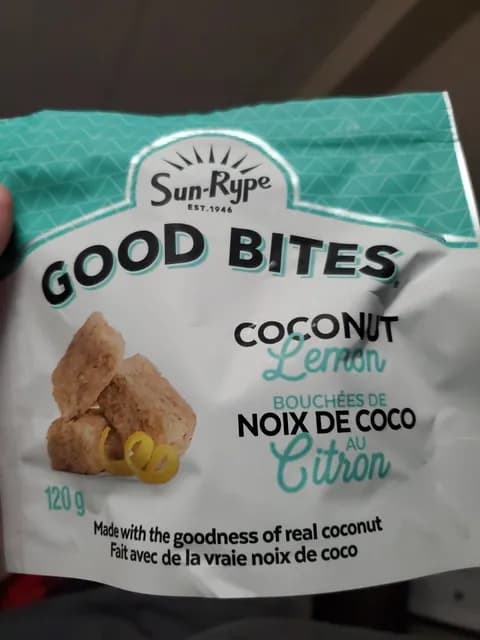 Sun-Rype
EST. 1946
GOOD BITES
COCONUT
Lemon
BOUCHÉES DE
NOIX DE COCO
AU
Citron
120 g
Made with the goodness of real coconut
Fait avec de la vraie noix de coco